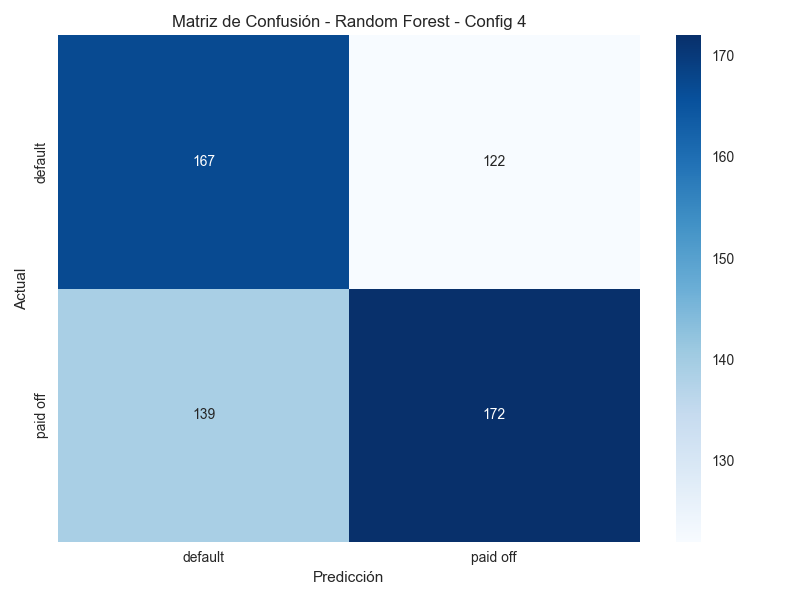 Matriz de Confusión - Random Forest - Config 4
default
167
122
Actual
paid off
139
172
default
paid off
Predicción
170
160
150
140
130